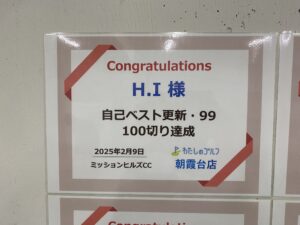 Congratulations
H.I 様
自己ベスト更新・99
100切り達成
2025年2月9日
ミッションヒルズCC
わたしのゴルフ
朝霞台店
Congratulations